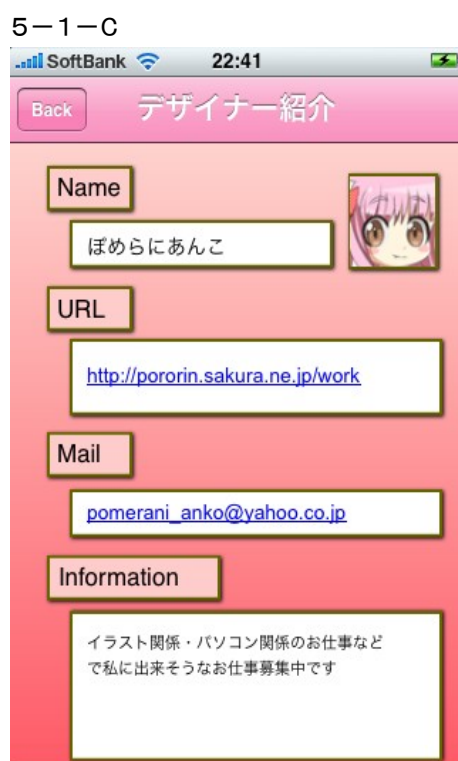 5－1－C
SoftBank 22:41
Back デザイナー紹介
Name
ぽめらにあんこ
URL
http://pororin.sakura.ne.jp/work
Mail
pomerani_anko@yahoo.co.jp
Information
イラスト関係・パソコン関係のお仕事など
で私に出来そうなお仕事募集中です